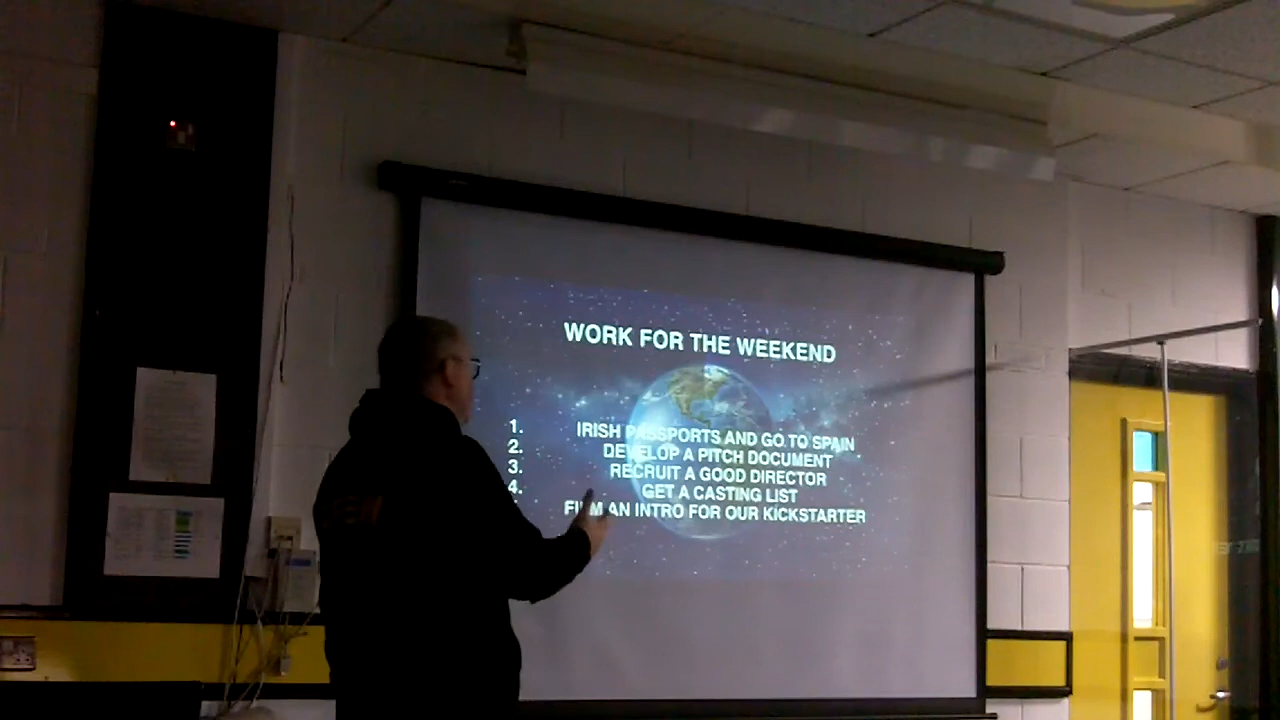 WORK FOR THE WEEKEND
1. IRISH PASSPORTS AND GO TO SPAIN
2. DEVELOP A PITCH DOCUMENT
3. RECRUIT A GOOD DIRECTOR
4. GET A CASTING LIST
FILM AN INTRO FOR OUR KICKSTARTER